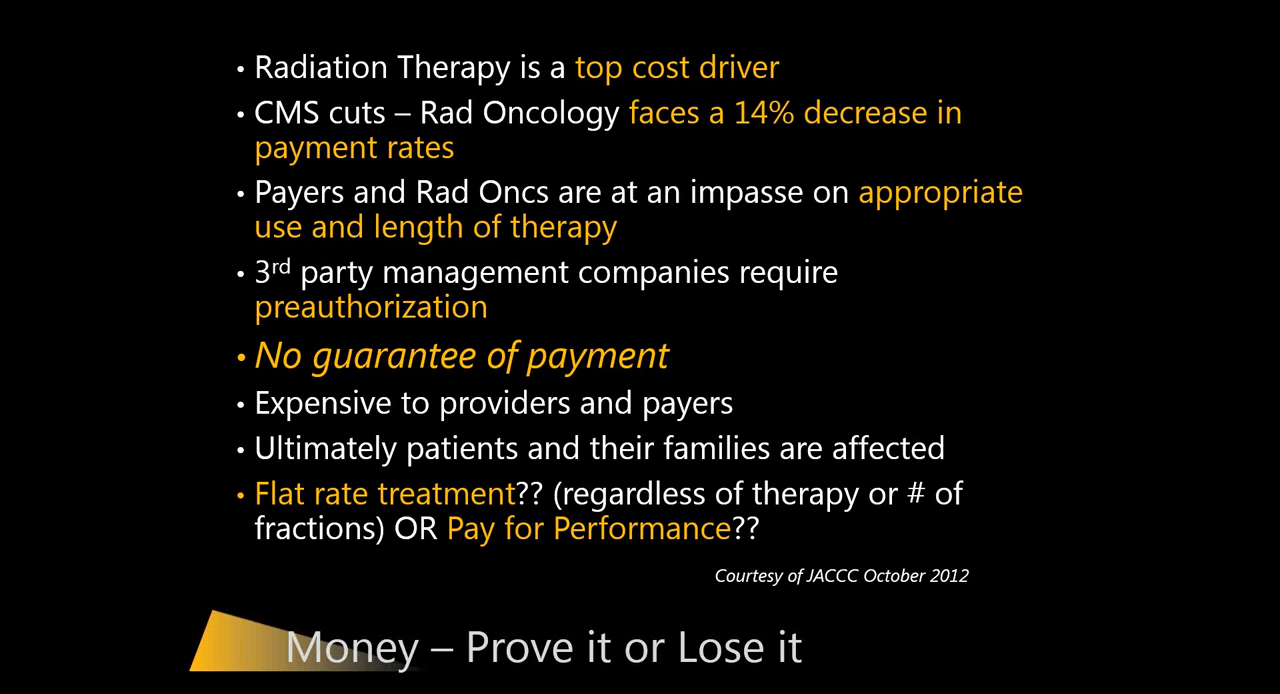 • Radiation Therapy is a top cost driver
• CMS cuts – Rad Oncology faces a 14% decrease in
payment rates
• Payers and Rad Oncs are at an impasse on appropriate
use and length of therapy
• 3rd party management companies require
preauthorization
• No guarantee of payment
• Expensive to providers and payers
• Ultimately patients and their families are affected
• Flat rate treatment?? (regardless of therapy or # of
fractions) OR Pay for Performance??
Courtesy of JACCC October 2012
Money – Prove it or Lose it